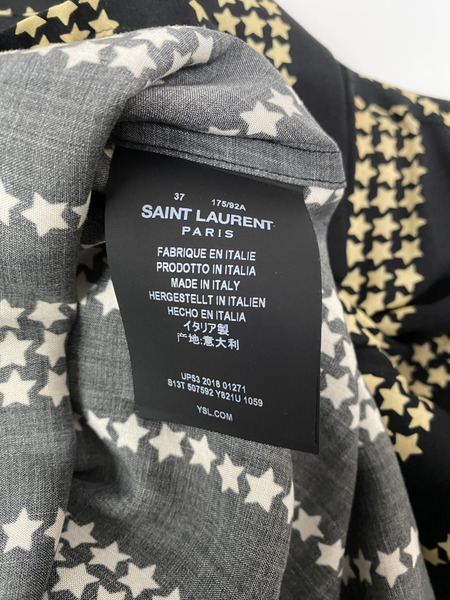 37 175/92A
SAINT LAURENT
PARIS
FABRIQUE EN ITALIE
PRODOTTO IN ITALIA
MADE IN ITALY
HERGESTELLT IN ITALIEN
HECHO EN ITALIA
イタリア製
产地:意大利
UP53 2018 01271
S13T 507592 Y821U 1059
YSL.COM